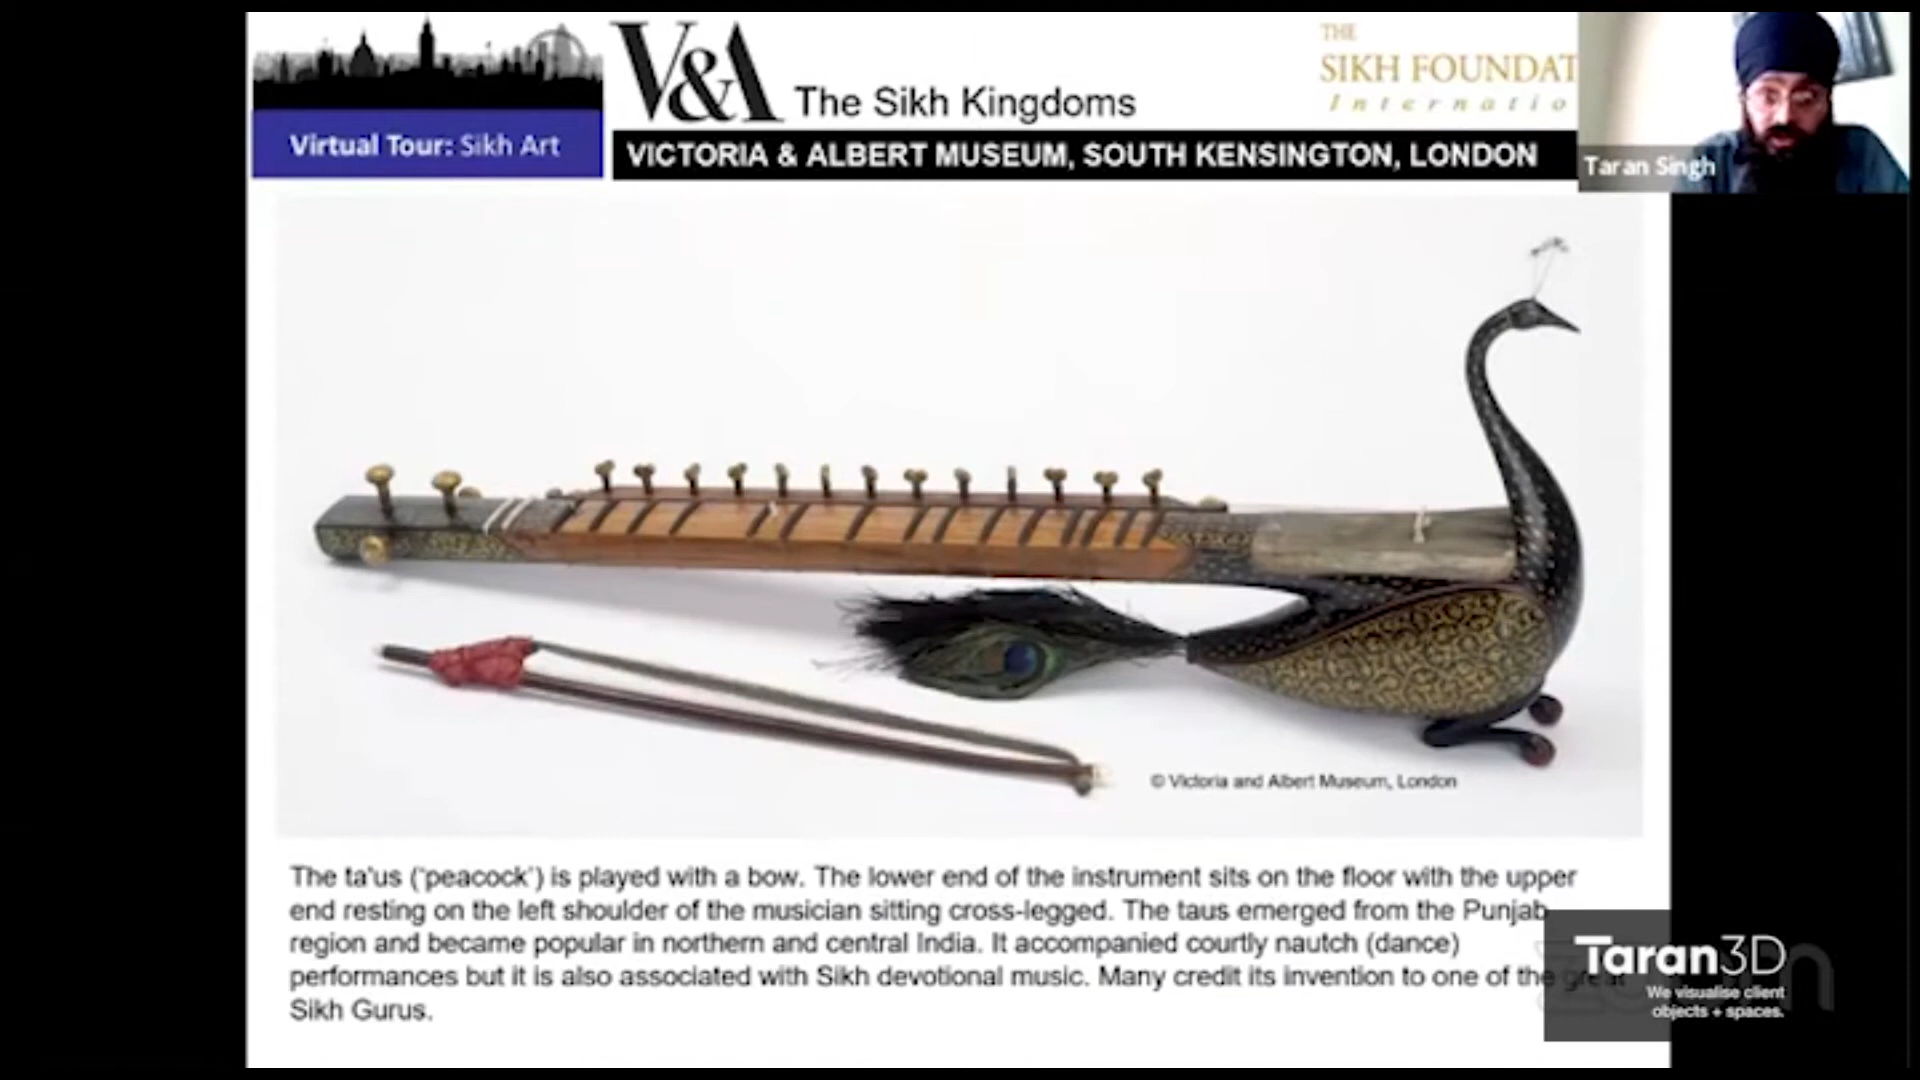 Virtual Tour: Sikh Art
V&A The Sikh Kingdoms
VICTORIA & ALBERT MUSEUM, SOUTH KENSINGTON, LONDON
THE
SIKH FOUNDAT
Internatio
Taran Singh
© Victoria and Albert Museum, London
The ta'us ('peacock') is played with a bow. The lower end of the instrument sits on the floor with the upper
end resting on the left shoulder of the musician sitting cross-legged. The taus emerged from the Punjab
region and became popular in northern and central India. It accompanied courtly nautch (dance)
performances but it is also associated with Sikh devotional music. Many credit its invention to one of the great
Sikh Gurus.
Taran3D
We visualise client
objects + spaces.